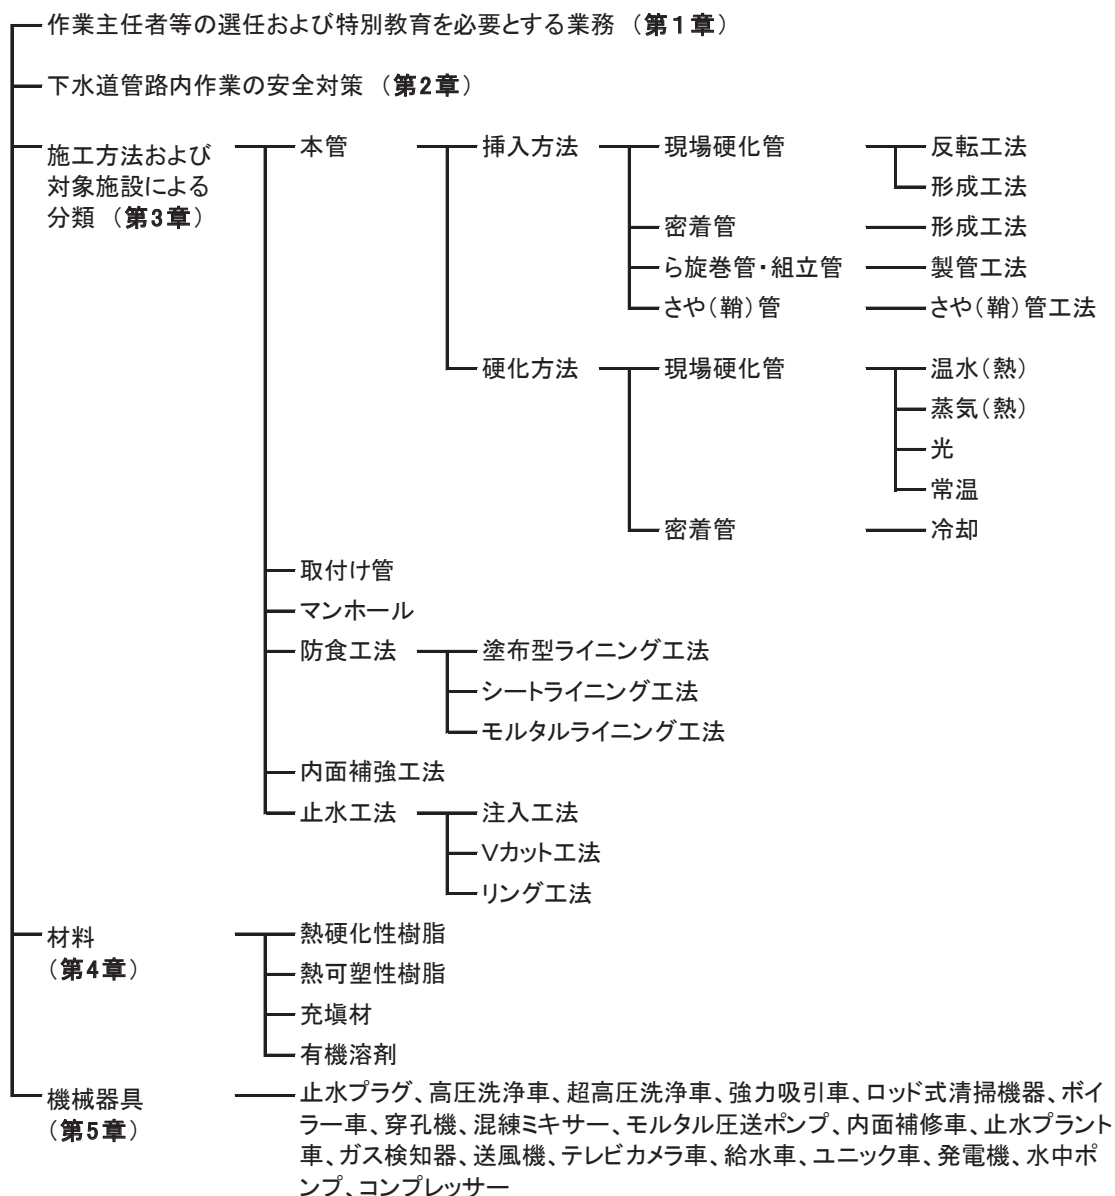 作業主任者等の選任および特別教育を必要とする業務（第1章）
下水道管路内作業の安全対策（第2章）
施工方法および
対象施設による
分類（第3章）
本管
挿入方法
現場硬化管
反転工法
形成工法
密着管
形成工法
ら旋巻管・組立管
製管工法
さや（鞘）管
さや（鞘）管工法
硬化方法
現場硬化管
温水（熱）
蒸気（熱）
光
常温
密着管
冷却
取付け管
マンホール
防食工法
塗布型ライニング工法
シートライニング工法
モルタルライニング工法
内面補強工法
止水工法
注入工法
Vカット工法
リング工法
材料
（第4章）
熱硬化性樹脂
熱可塑性樹脂
充塡材
有機溶剤
機械器具
（第5章）
止水プラグ、高圧洗浄車、超高圧洗浄車、強力吸引車、ロッド式清掃機器、ボイ
ラー車、穿孔機、混練ミキサー、モルタル圧送ポンプ、内面補修車、止水プラント
車、ガス検知器、送風機、テレビカメラ車、給水車、ユニック車、発電機、水中ポ
ンプ、コンプレッサー